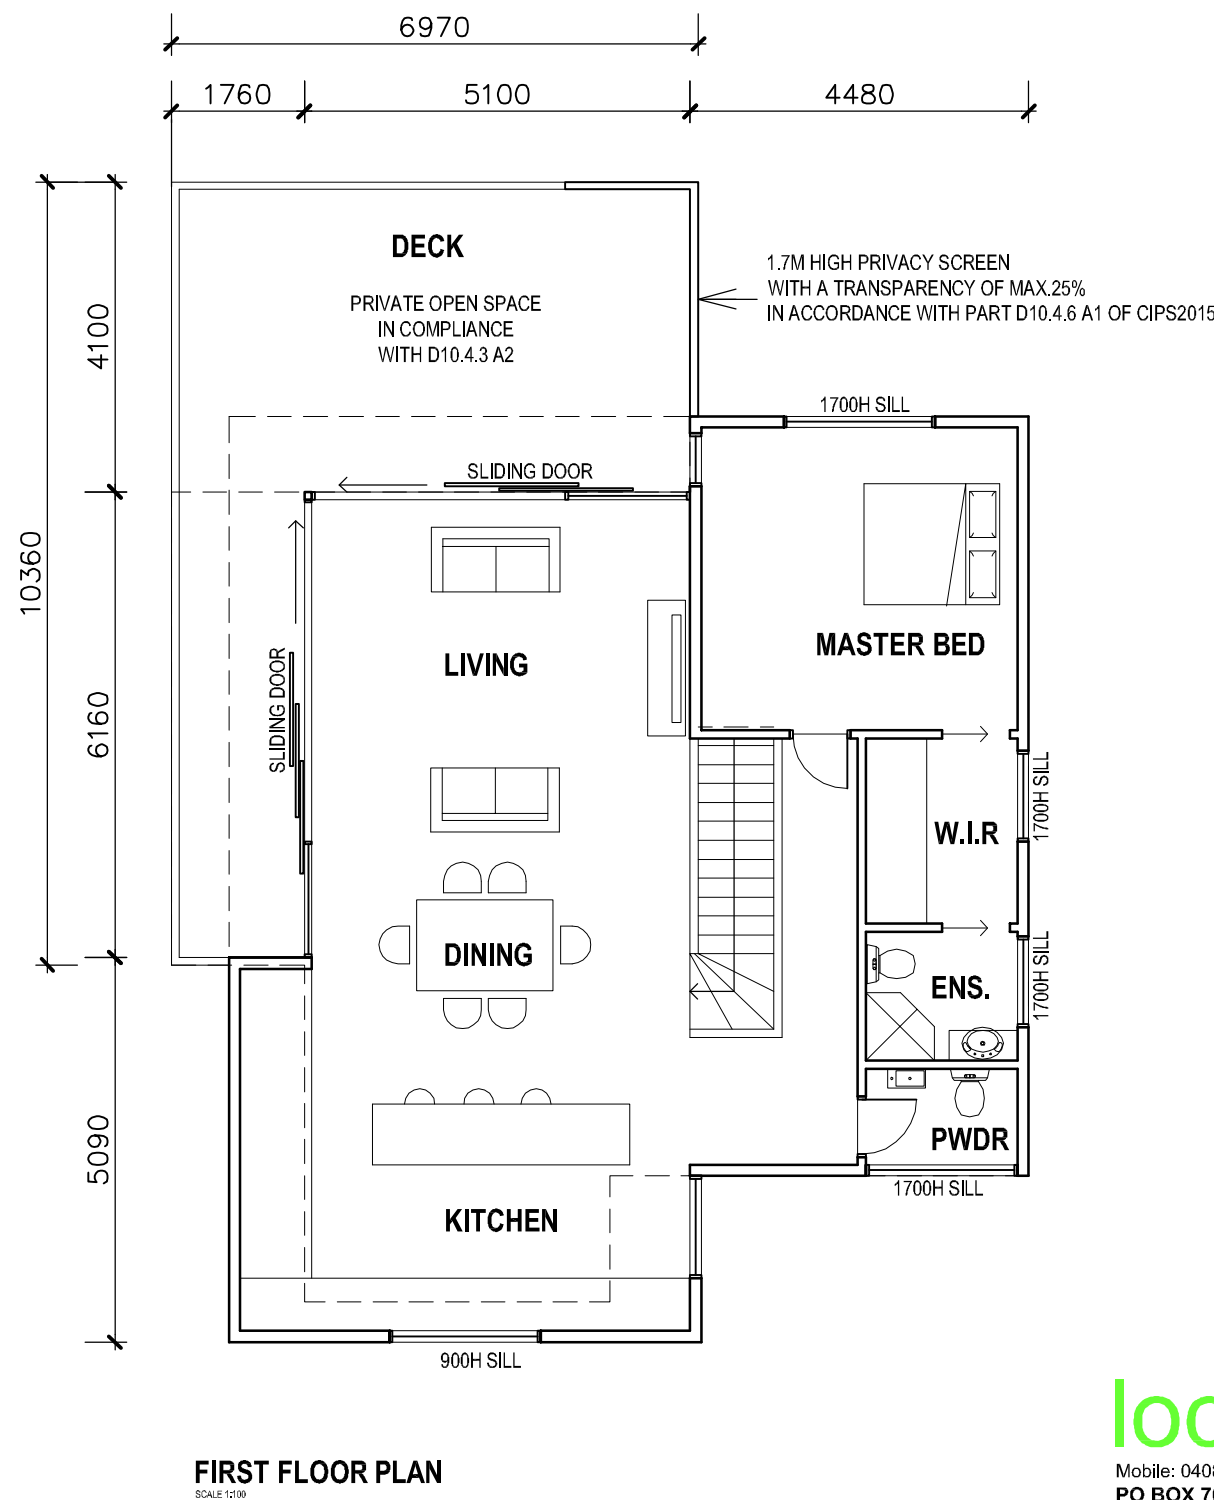 6970
1760
5100
4480
DECK
PRIVATE OPEN SPACE
IN COMPLIANCE
WITH D10.4.3 A2
1.7M HIGH PRIVACY SCREEN
WITH A TRANSPARENCY OF MAX.25%
IN ACCORDANCE WITH PART D10.4.6 A1 OF CIPS2015
4100
10360
6160
5090
1700H SILL
SLIDING DOOR
SLIDING DOOR
LIVING
MASTER BED
1700H SILL
W.I.R
DINING
ENS.
1700H SILL
PWDR
1700H SILL
KITCHEN
900H SILL
FIRST FLOOR PLAN
SCALE 1:100
Mobile:
PO BOX